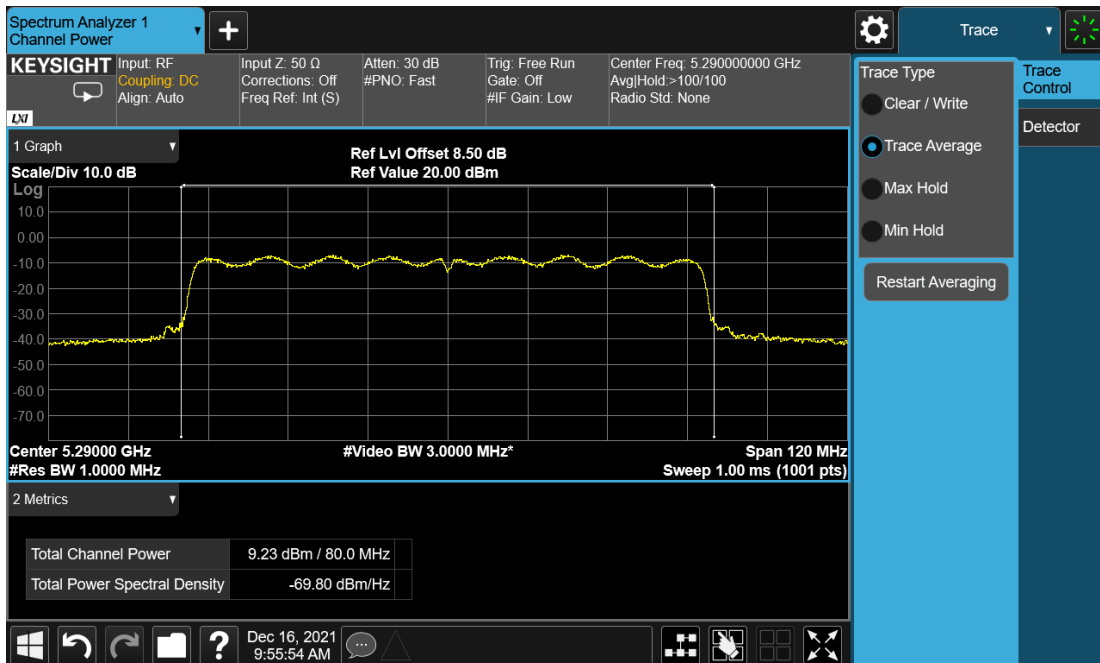 Spectrum Analyzer 1
Channel Power
+
Trace
KEYSIGHT
Input: RF
Coupling: DC
Align: Auto
Input Z: 50 Ω
Corrections: Off
Freq Ref: Int (S)
Atten: 30 dB
#PNO: Fast
Trig: Free Run
Gate: Off
#IF Gain: Low
Center Freq: 5.290000000 GHz
Avg|Hold:>100/100
Radio Std: None
LXI
Trace Type
Clear / Write
Trace Average
Max Hold
Min Hold
Restart Averaging
Trace
Control
Detector
1 Graph
Scale/Div 10.0 dB
Ref Lvl Offset 8.50 dB
Ref Value 20.00 dBm
Log
10.0
0.00
-10.0
-20.0
-30.0
-40.0
-50.0
-60.0
-70.0
Center 5.29000 GHz
#Res BW 1.0000 MHz
#Video BW 3.0000 MHz*
Span 120 MHz
Sweep 1.00 ms (1001 pts)
2 Metrics
Total Channel Power 9.23 dBm / 80.0 MHz
Total Power Spectral Density -69.80 dBm/Hz
?
Dec 16, 2021
9:55:54 AM